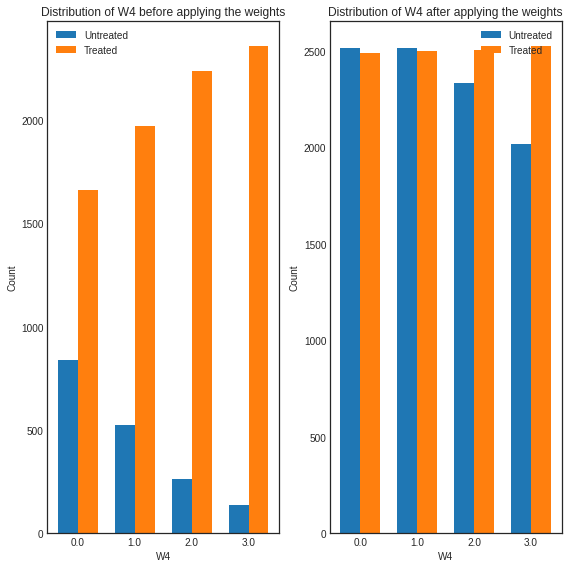 Distribution of W4 before applying the weights
Untreated
Treated
2000
1500
1000
500
0
Count
0.0 1.0 2.0 3.0
W4
Distribution of W4 after applying the weights
Untreated
Treated
2500
2000
1500
1000
500
0
Count
0.0 1.0 2.0 3.0
W4